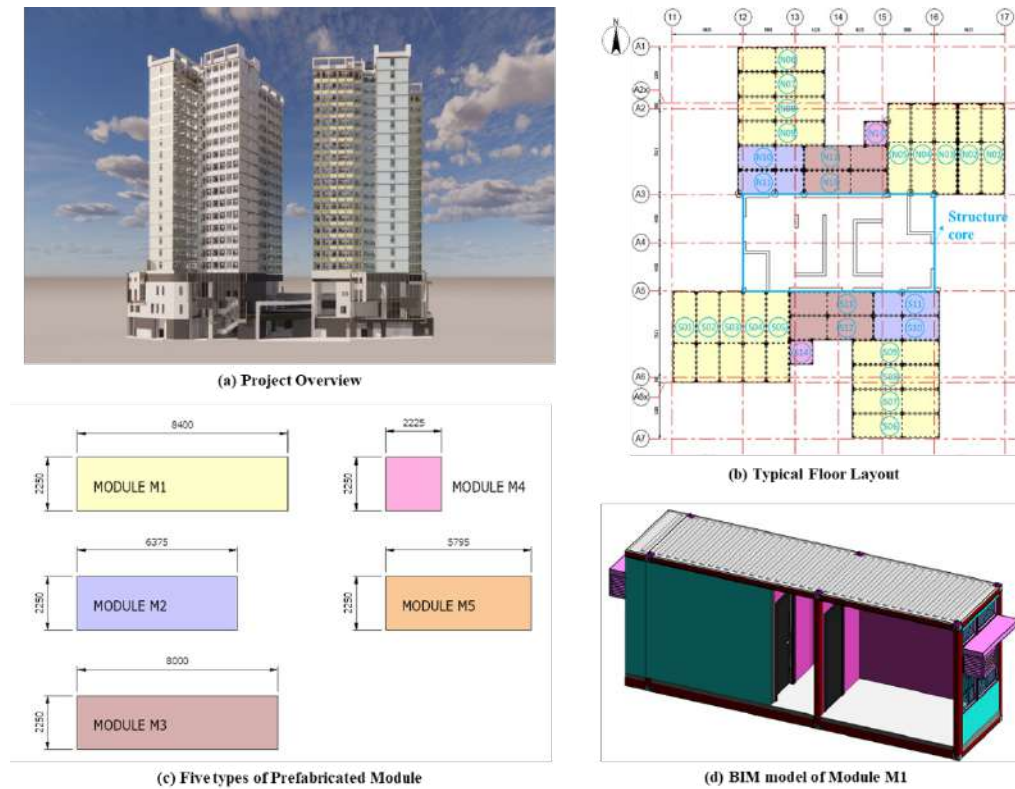 (a) Project Overview
N
11 12 13 14 15 16 17
A1
A2x
A2
A3
A4
A5
A6
A6x
A7
N06
N07
N08
N09
N10 N13 N14
N11 N12
N05 N04 N03 N02 N01
Structure
core
S01 S02 S03 S04 S05
S13 S11
S12 S10
S14
S09
S08
S07
S06
(b) Typical Floor Layout
8400
2250
MODULE M1
2225
2250
MODULE M4
6375
2250
MODULE M2
5795
2250
MODULE M5
8000
2250
MODULE M3
(c) Five types of Prefabricated Module
(d) BIM model of Module M1